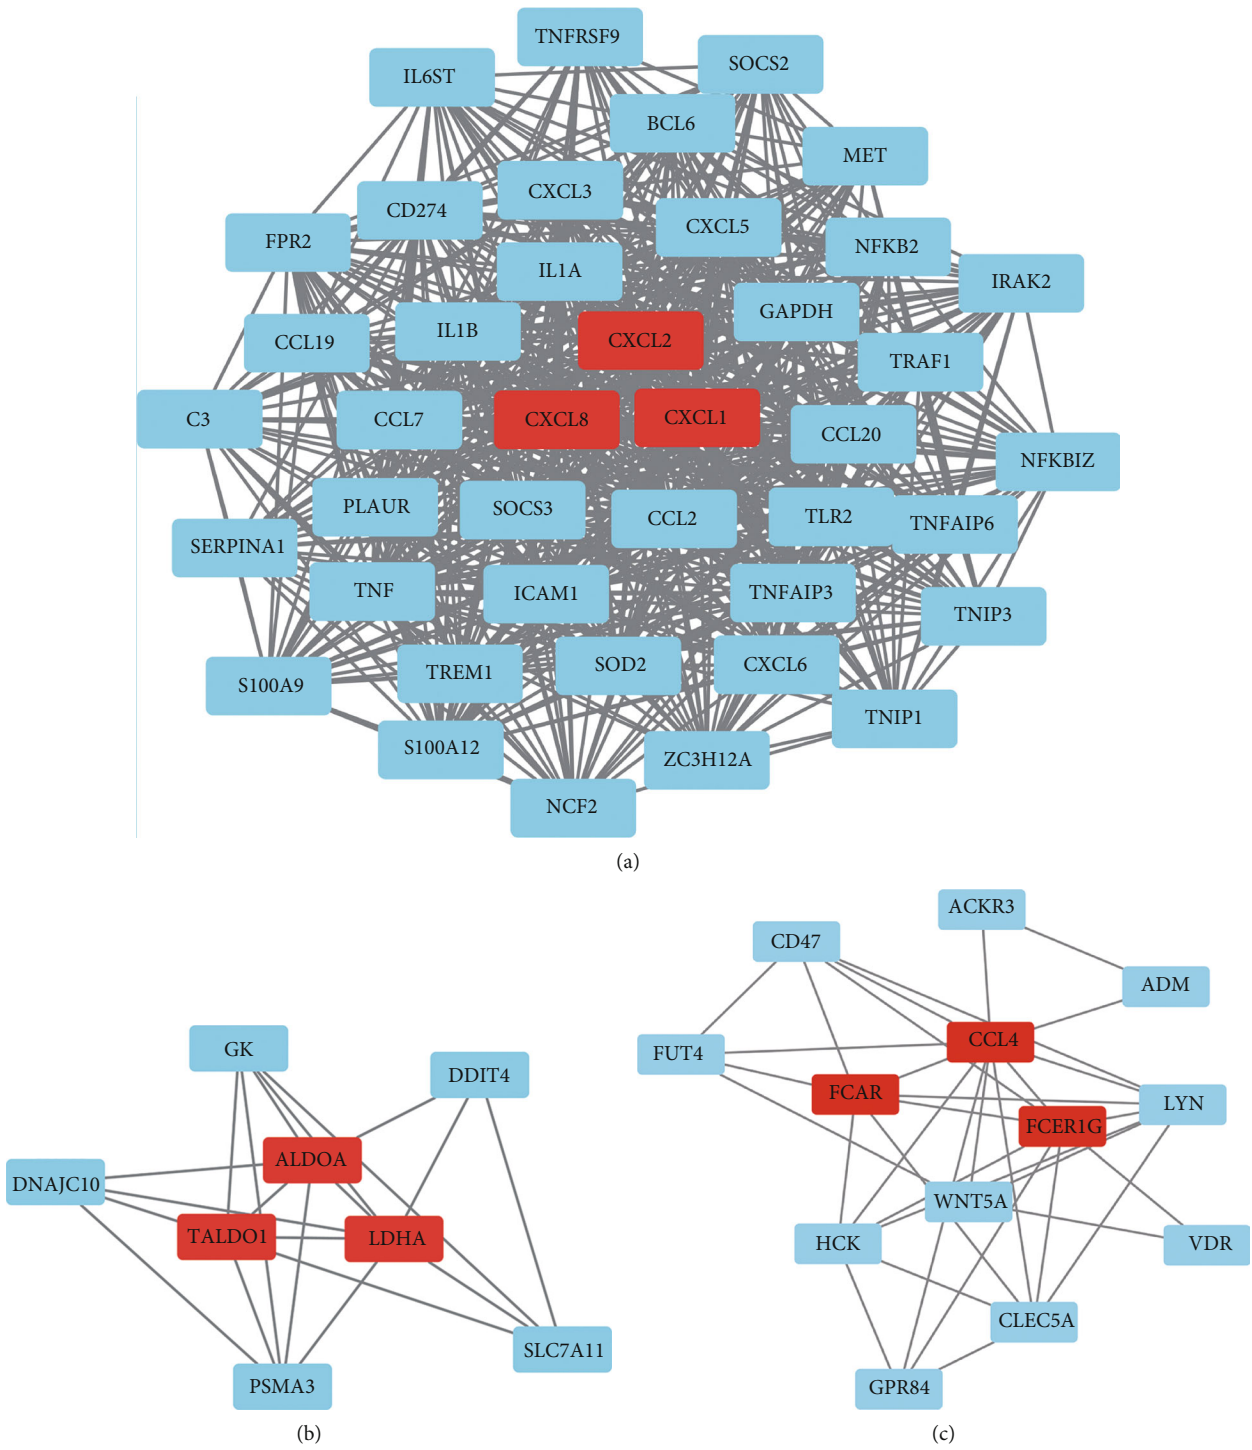 TNFRSF9
SOCS2
IL6ST
BCL6
MET
CXCL3
CD274
CXCL5
FPR2
NFKB2
IL1A
IRAK2
GAPDH
IL1B
CXCL2
CCL19
TRAF1
C3
CCL7
CXCL8
CXCL1
CCL20
NFKBIZ
PLAUR
SOCS3
CCL2
TLR2
TNFAIP6
SERPINA1
TNF
ICAM1
TNFAIP3
TNIP3
S100A9
TREM1
SOD2
CXCL6
TNIP1
S100A12
ZC3H12A
NCF2
(a)
GK
DDIT4
ALDOA
DNAJC10
TALDO1
LDHA
SLC7A11
PSMA3
(b)
ACKR3
CD47
ADM
CCL4
FUT4
FCAR
LYN
FCER1G
WNT5A
HCK
VDR
CLEC5A
GPR84
(c)